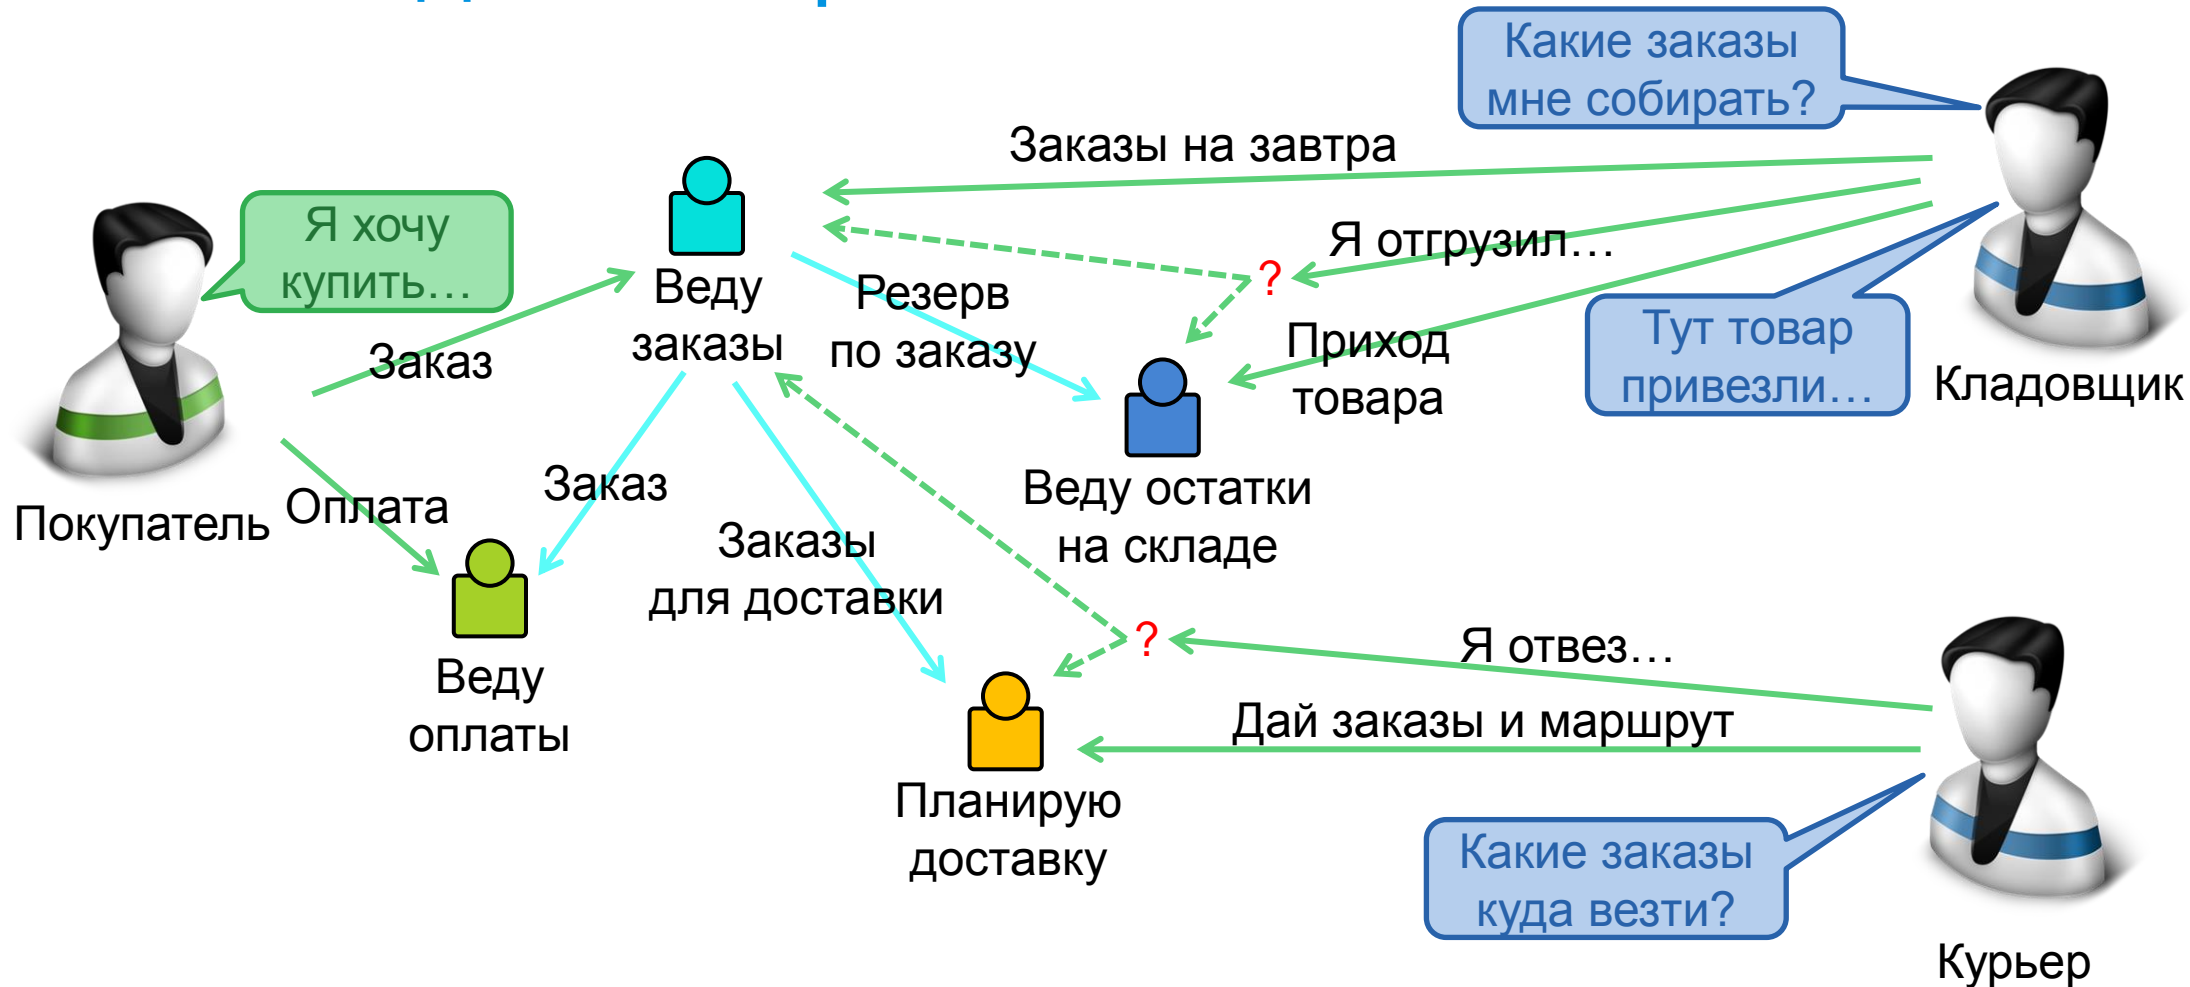 Какие заказы
мне собирать?
Заказы на завтра
Я хочу
купить…
Я отгрузил…
?
Веду
заказы
Резерв
по заказу
Заказ
Приход
товара
Тут товар
привезли…
Кладовщик
Покупатель
Оплата
Заказ
Веду остатки
на складе
Заказы
для доставки
?
Я отвез…
Веду
оплаты
Дай заказы и маршрут
Планирую
доставку
Какие заказы
куда везти?
Курьер